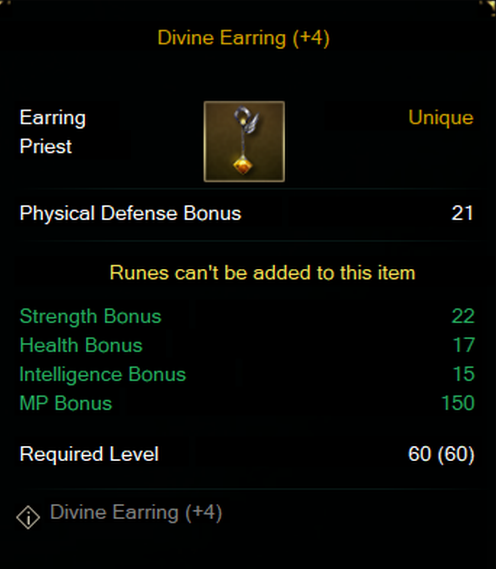 Divine Earring (+4)
Earring
Unique
Priest
Physical Defense Bonus 21
Runes can't be added to this item
Strength Bonus 22
Health Bonus 17
Intelligence Bonus 15
MP Bonus 150
Required Level 60 (60)
Divine Earring (+4)